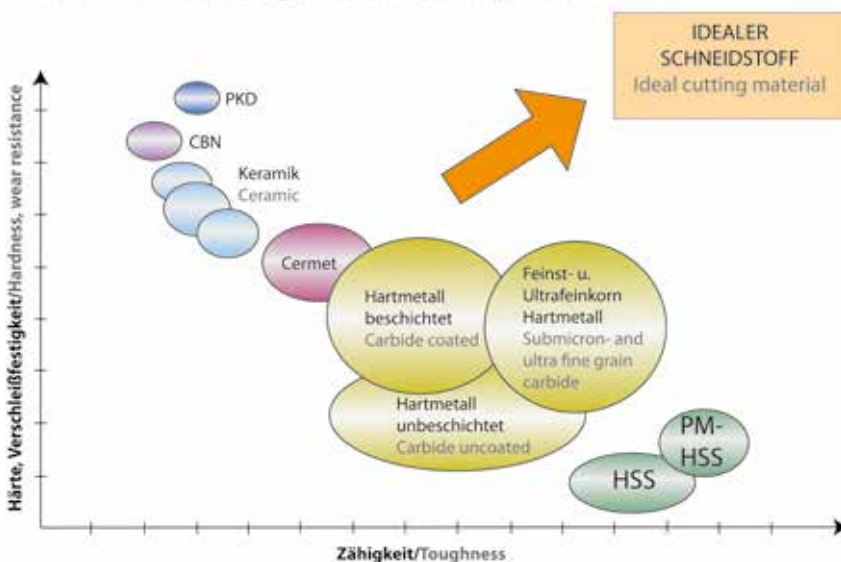 IDEALER
SCHNEIDSTOFF
Ideal cutting material
PKD
CBN
Keramik
Ceramic
Cermet
Hartmetall
beschichtet
Carbide coated
Feinst- u.
Ultrafeinkorn
Hartmetall
Submicron- and
ultra fine grain
carbide
Hartmetall
unbeschichtet
Carbide uncoated
PM-
HSS
HSS
Härte, Verschleißfestigkeit/Hardness, wear resistance
Zähigkeit/Toughness